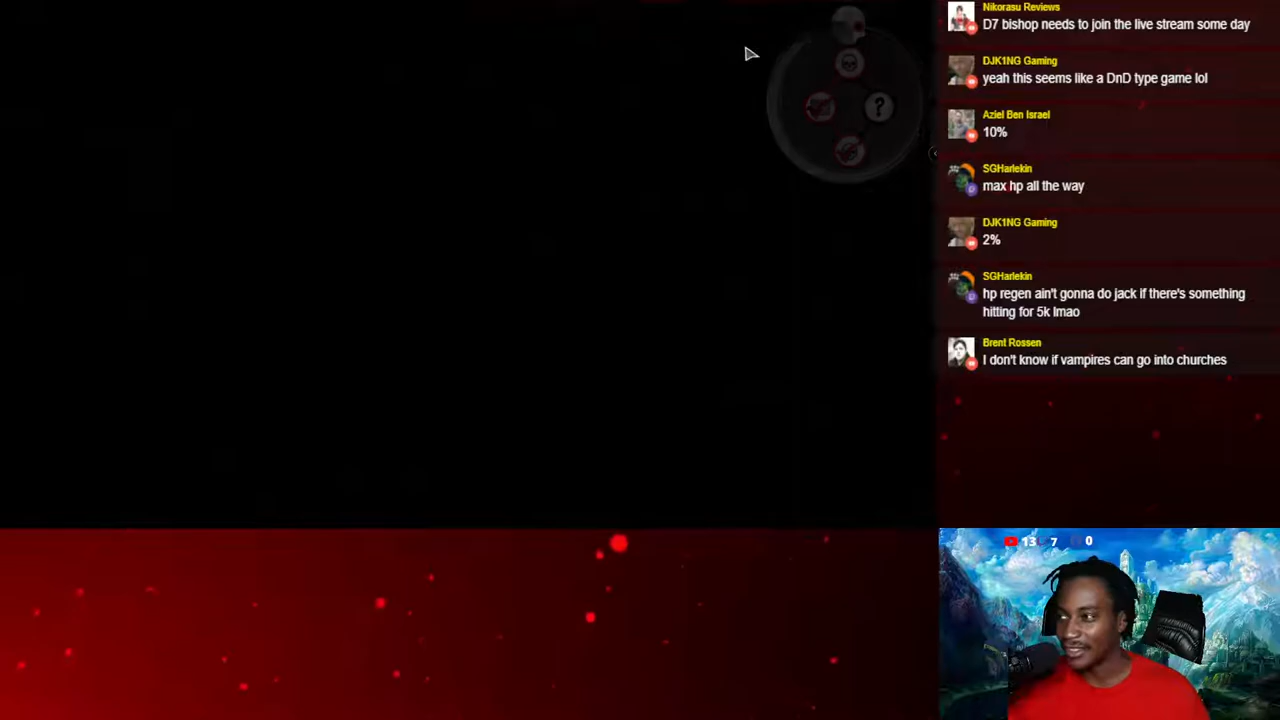 Nikorasu Reviews
D7 bishop needs to join the live stream some day
DJK1NG Gaming
yeah this seems like a DnD type game lol
Aziel Ben Israel
10%
SGHarlekin
max hp all the way
DJK1NG Gaming
2%
SGHarlekin
hp regen ain't gonna do jack if there's something
hitting for 5k lmao
Brent Rossen
I don't know if vampires can go into churches
?
13 7 0